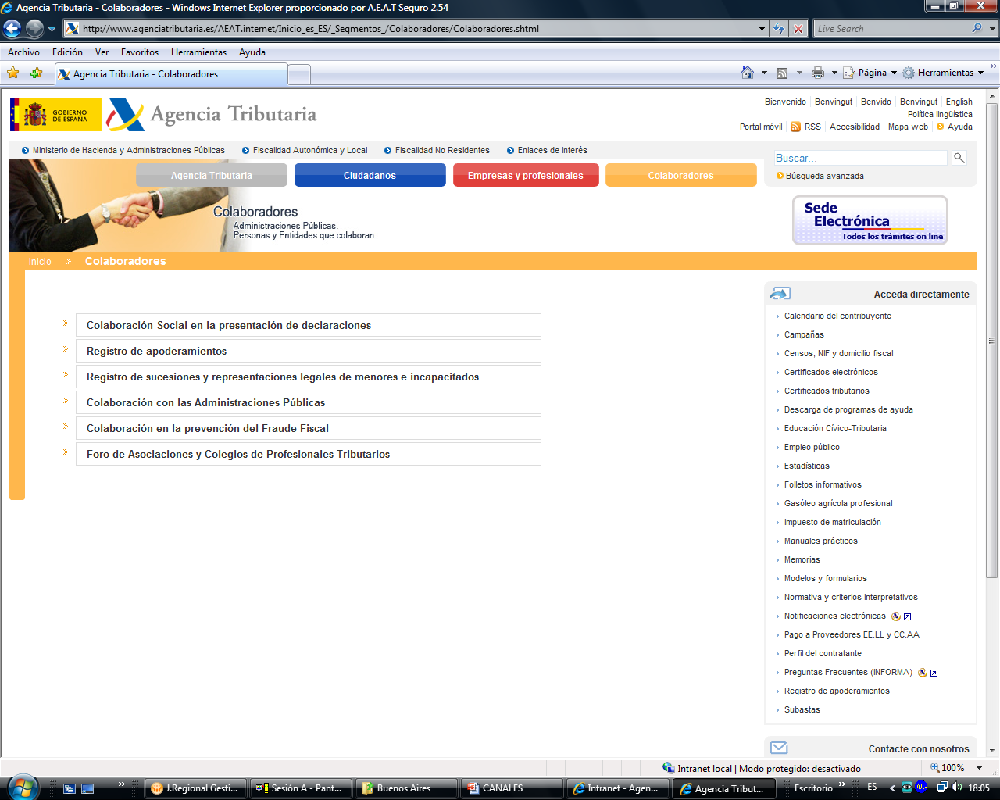 Agencia Tributaria - Colaboradores - Windows Internet Explorer proporcionado por A.E.A.T Seguro 2.54
http://www.agenciatributaria.es/AEAT.internet/Inicio_es_ES/_Segmentos_/Colaboradores/Colaboradores.shtml
Live Search
Archivo Edición Ver Favoritos Herramientas Ayuda
Agencia Tributaria - Colaboradores
Página Herramientas
GOBIERNO DE ESPAÑA
Agencia Tributaria
Bienvenido Benvingut Benvido Benvingut English
Política lingüística
Portal móvil RSS Accesibilidad Mapa web Ayuda
Ministerio de Hacienda y Administraciones Públicas Fiscalidad Autonómica y Local Fiscalidad No Residentes Enlaces de Interés
Buscar...
Búsqueda avanzada
Agencia Tributaria Ciudadanos Empresas y profesionales Colaboradores
Colaboradores
Administraciones Públicas.
Personas y Entidades que colaboran.
Sede
Electrónica
Todos los trámites on line
Inicio » Colaboradores
Colaboración Social en la presentación de declaraciones
Registro de apoderamientos
Registro de sucesiones y representaciones legales de menores e incapacitados
Colaboración con las Administraciones Públicas
Colaboración en la prevención del Fraude Fiscal
Foro de Asociaciones y Colegios de Profesionales Tributarios
Acceda directamente
Calendario del contribuyente
Campañas
Censos, NIF y domicilio fiscal
Certificados electrónicos
Certificados tributarios
Descarga de programas de ayuda
Educación Cívico-Tributaria
Empleo público
Estadísticas
Folletos informativos
Gasóleo agrícola profesional
Impuesto de matriculación
Manuales prácticos
Memorias
Modelos y formularios
Normativa y criterios interpretativos
Notificaciones electrónicas
Pago a Proveedores EE.LL y CC.AA
Perfil del contratante
Preguntas Frecuentes (INFORMA)
Registro de apoderamientos
Subastas
Contacte con nosotros
Intranet local | Modo protegido: desactivado
100%
J.Regional Gesti... Sesión A - Pant... Buenos Aires CANALES Intranet - Agen... Agencia Tribut... Escritorio ES 18:05